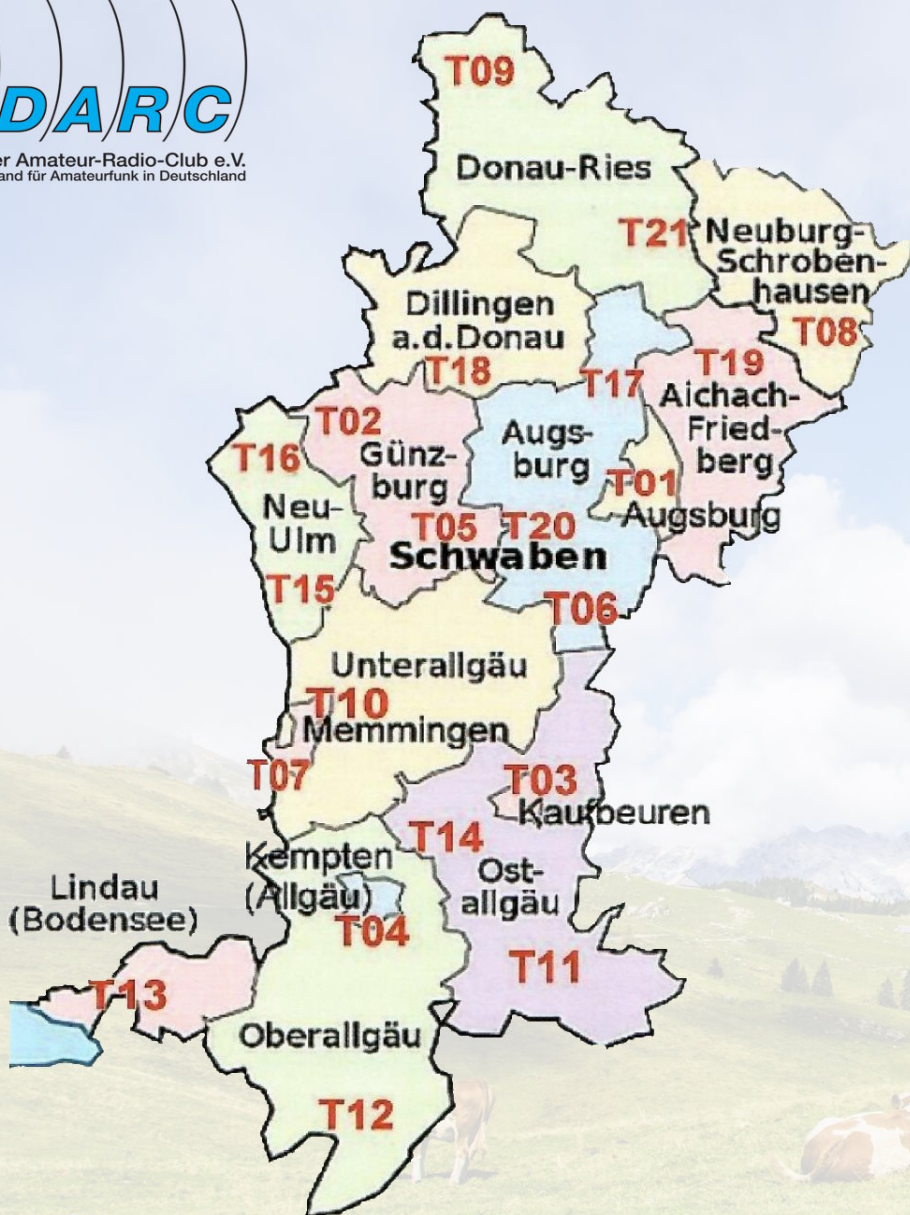 DARC
er Amateur-Radio-Club e.V.
and für Amateurfunk in Deutschland
T09
Donau-Ries
T21
Neuburg-
Schroben-
hausen
T08
Dillingen
a.d.Donau
T18
T17
T19
Aichach-
Fried-
berg
T02
Günz-
burg
T05
Augs-
burg
T01
Augsburg
T16
Neu-
Ulm
T15
T20
Schwaben
T06
Unterallgäu
T10
Memmingen
T07
T03
Kaufbeuren
T14
Kempten
(Allgäu)
T04
Ost-
allgäu
T11
Lindau
(Bodensee)
T13
Oberallgäu
T12